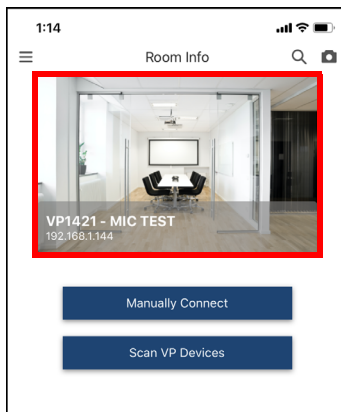 1:14
Room Info
VP1421 - MIC TEST
192.168.1.144
Manually Connect
Scan VP Devices